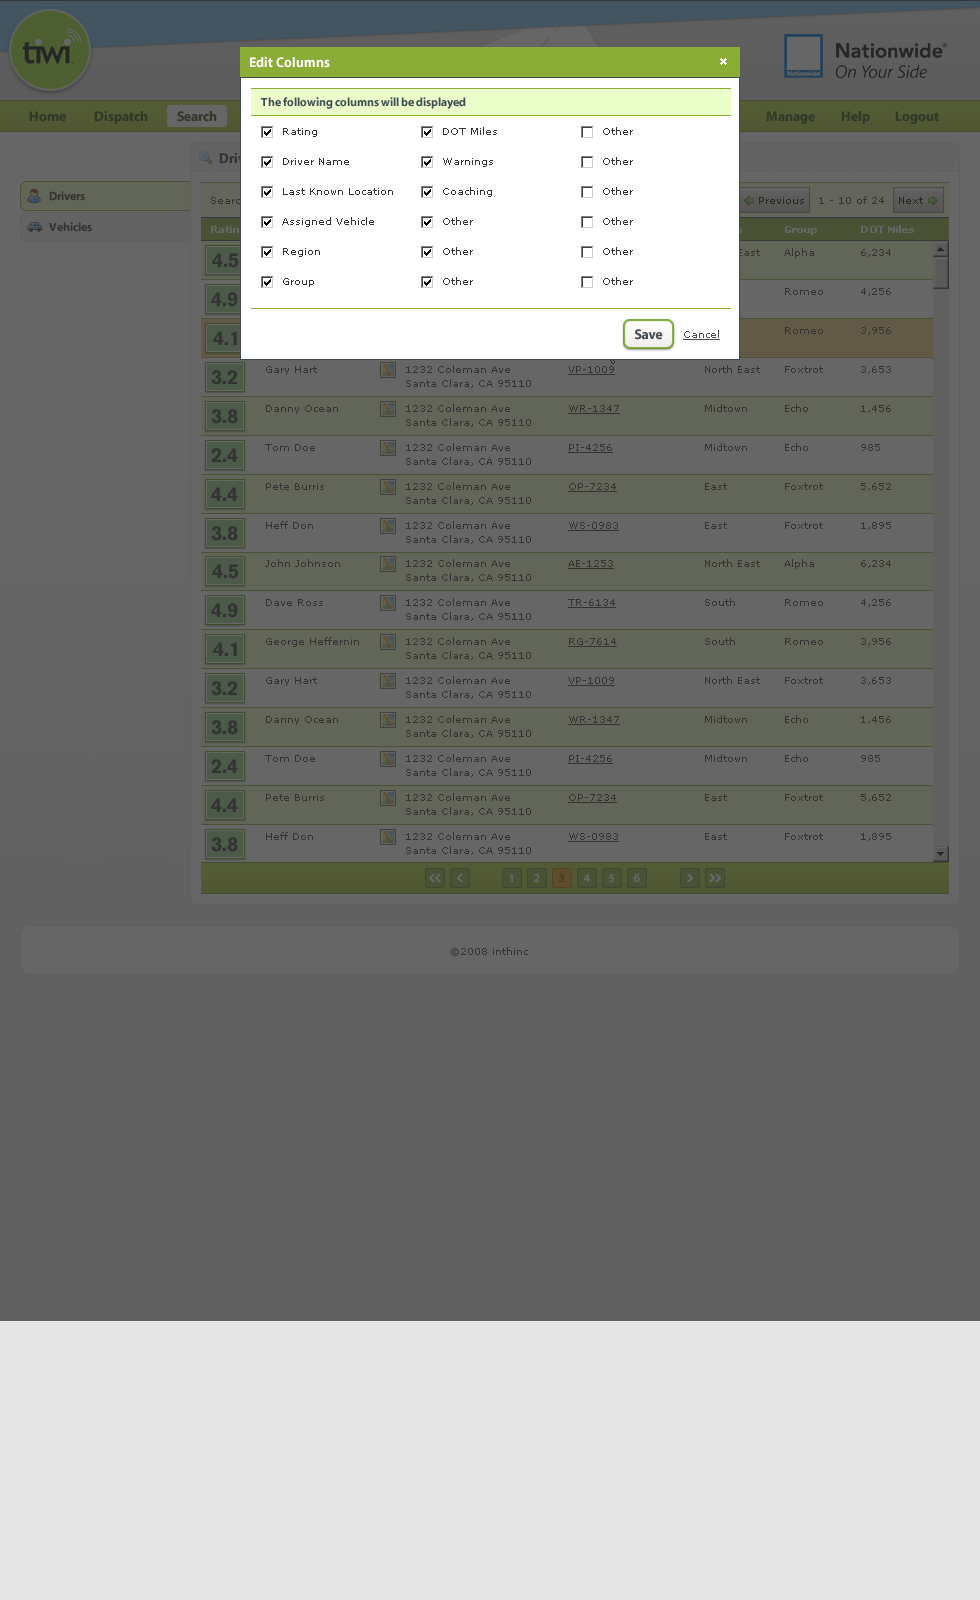 tiwi
Nationwide®
On Your Side
Nationwide
Home Dispatch Search Manage Help Logout
Edit Columns
The following columns will be displayed
Rating DOT Miles Other
Driver Name Warnings Other
Last Known Location Coaching Other
Assigned Vehicle Other Other
Region Other Other
Group Other Other
Save Cancel
Drivers
Vehicles
Previous 1 - 10 of 24 Next
Group DOT Miles
4.5 East Alpha 6,234
4.9 Romeo 4,256
4.1 Romeo 3,956
3.2 Gary Hart 1232 Coleman Ave VP-1009 North East Foxtrot 3,653
Santa Clara, CA 95110
3.8 Danny Ocean 1232 Coleman Ave WR-1347 Midtown Echo 1,456
Santa Clara, CA 95110
2.4 Tom Doe 1232 Coleman Ave PI-4256 Midtown Echo 985
Santa Clara, CA 95110
4.4 Pete Burris 1232 Coleman Ave OP-7234 East Foxtrot 5,652
Santa Clara, CA 95110
3.8 Heff Don 1232 Coleman Ave WS-0983 East Foxtrot 1,895
Santa Clara, CA 95110
4.5 John Johnson 1232 Coleman Ave AE-1253 North East Alpha 6,234
Santa Clara, CA 95110
4.9 Dave Ross 1232 Coleman Ave TR-6134 South Romeo 4,256
Santa Clara, CA 95110
4.1 George Heffernin 1232 Coleman Ave RG-7614 South Romeo 3,956
Santa Clara, CA 95110
3.2 Gary Hart 1232 Coleman Ave VP-1009 North East Foxtrot 3,653
Santa Clara, CA 95110
3.8 Danny Ocean 1232 Coleman Ave WR-1347 Midtown Echo 1,456
Santa Clara, CA 95110
2.4 Tom Doe 1232 Coleman Ave PI-4256 Midtown Echo 985
Santa Clara, CA 95110
4.4 Pete Burris 1232 Coleman Ave OP-7234 East Foxtrot 5,652
Santa Clara, CA 95110
3.8 Heff Don 1232 Coleman Ave WS-0983 East Foxtrot 1,895
Santa Clara, CA 95110
<< < 1 2 3 4 5 6 > >>
©2008 inthinc